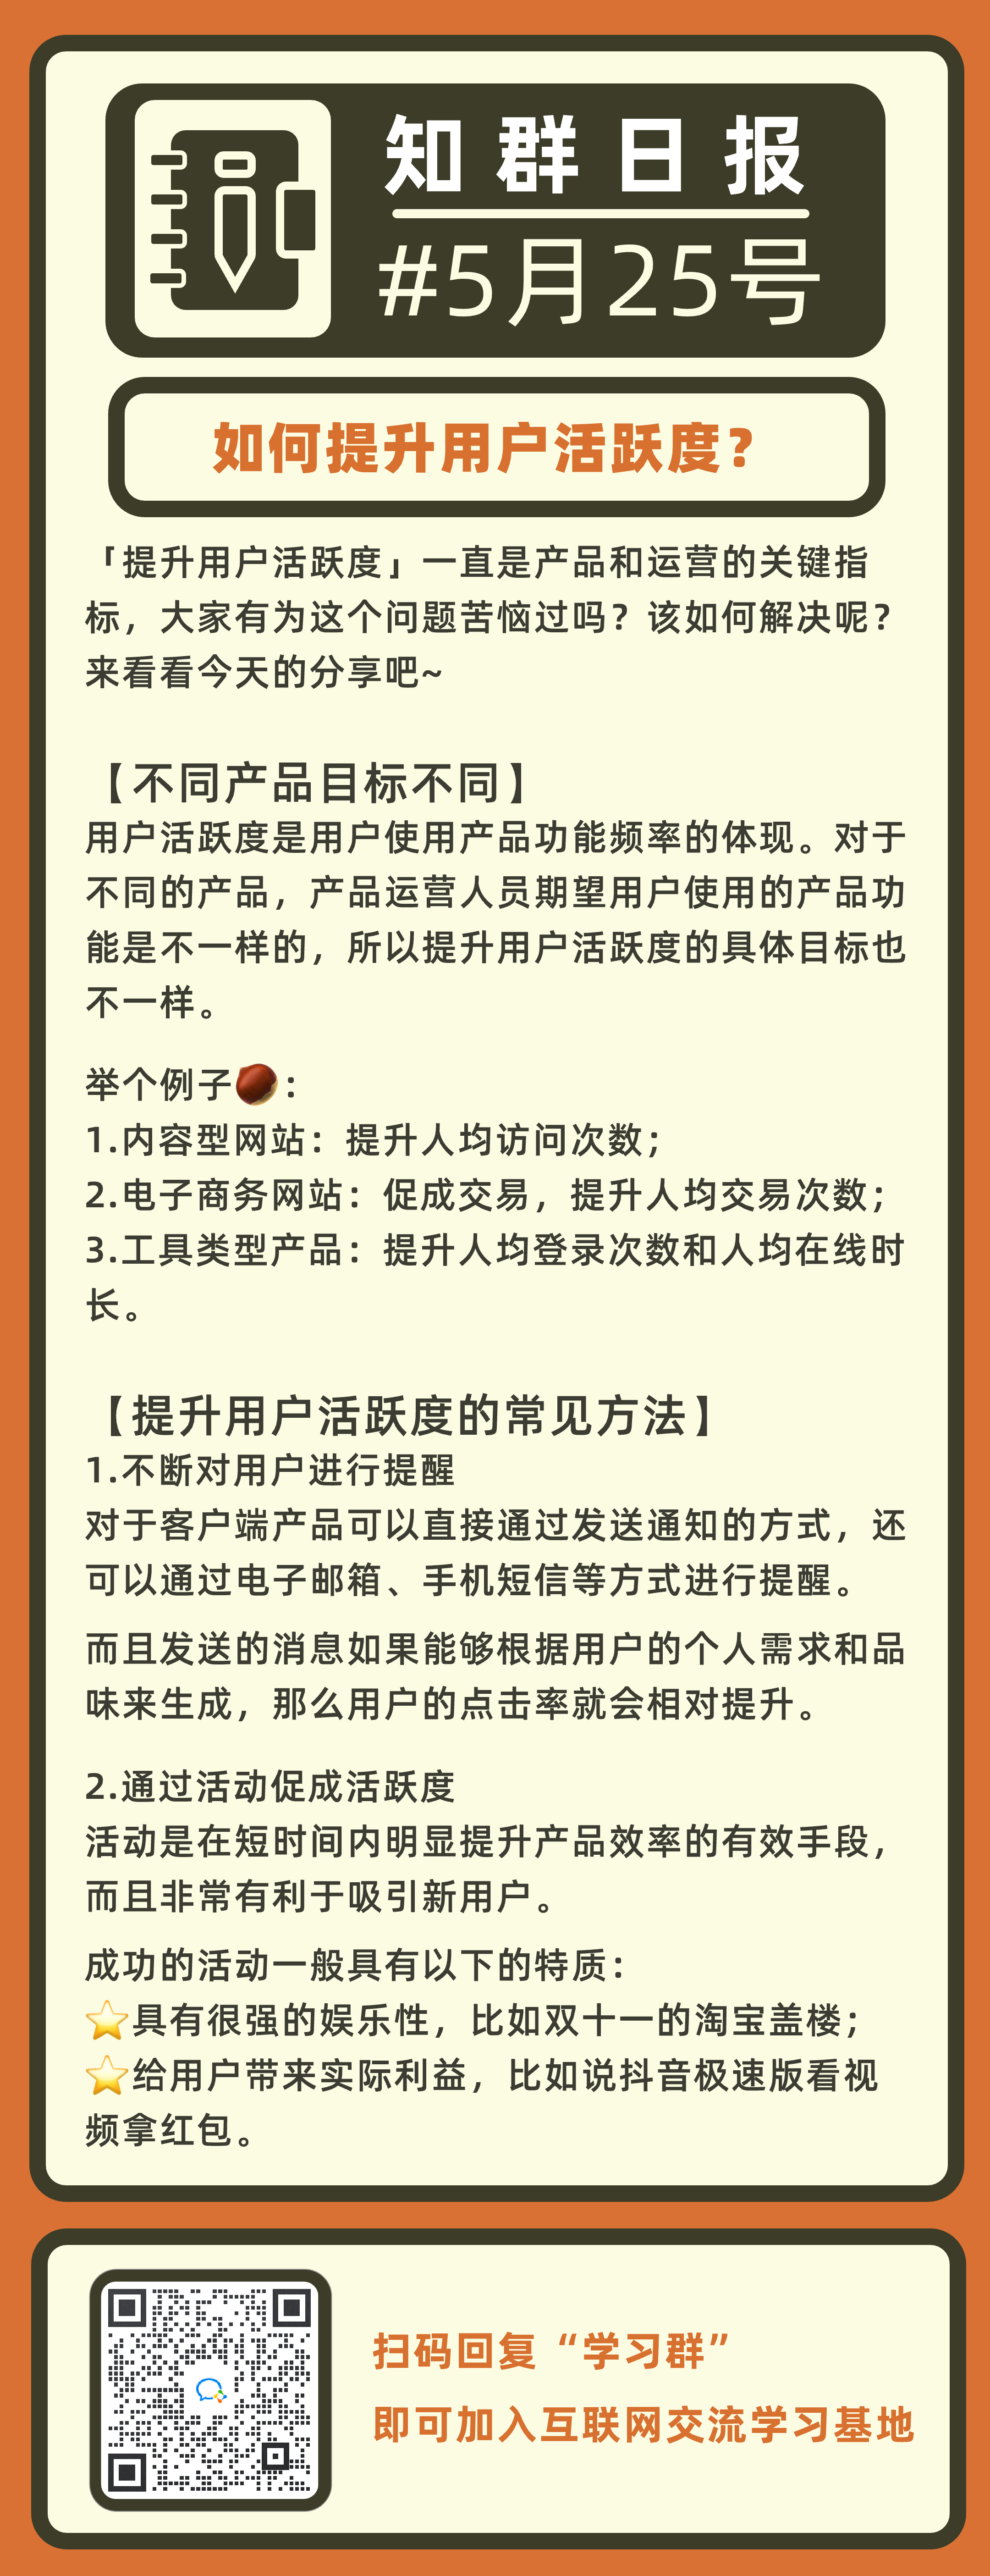 知群日报
#5月25号
如何提升用户活跃度？
「提升用户活跃度」一直是产品和运营的关键指
标，大家有为这个问题苦恼过吗？该如何解决呢？
来看看今天的分享吧~
【不同产品目标不同】
用户活跃度是用户使用产品功能频率的体现。对于
不同的产品，产品运营人员期望用户使用的产品功
能是不一样的，所以提升用户活跃度的具体目标也
不一样。
举个例子🌰：
1.内容型网站：提升人均访问次数；
2.电子商务网站：促成交易，提升人均交易次数；
3.工具类型产品：提升人均登录次数和人均在线时
长。
【提升用户活跃度的常见方法】
1.不断对用户进行提醒
对于客户端产品可以直接通过发送通知的方式，还
可以通过电子邮箱、手机短信等方式进行提醒。
而且发送的消息如果能够根据用户的个人需求和品
味来生成，那么用户的点击率就会相对提升。
2.通过活动促成活跃度
活动是在短时间内明显提升产品效率的有效手段，
而且非常有利于吸引新用户。
成功的活动一般具有以下的特质：
⭐具有很强的娱乐性，比如双十一的淘宝盖楼；
⭐给用户带来实际利益，比如说抖音极速版看视
频拿红包。
扫码回复“学习群”
即可加入互联网交流学习基地